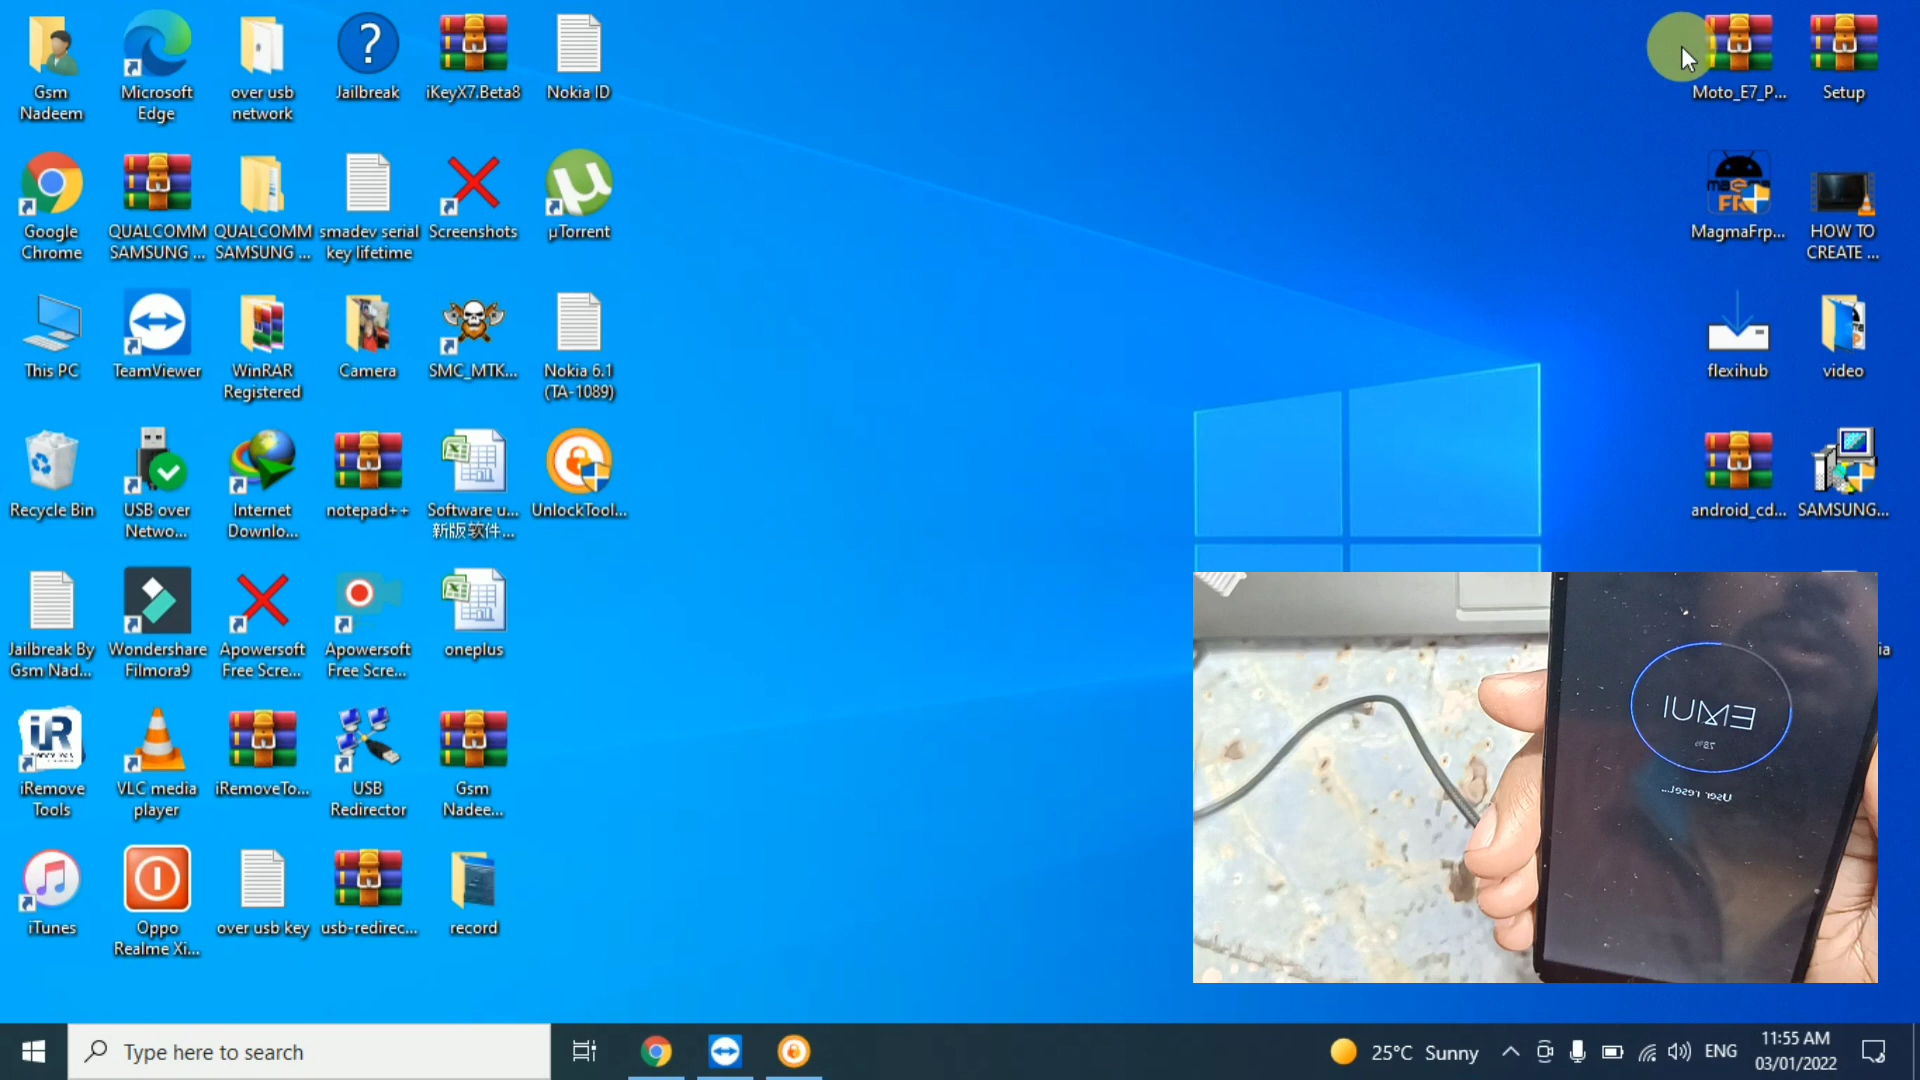 Gsm
Nadeem
Microsoft
Edge
over usb
network
Jailbreak
iKeyX7.Beta8
Nokia ID
Moto_E7_P...
Setup
Google
Chrome
QUALCOMM
SAMSUNG ...
QUALCOMM
SAMSUNG ...
smadev serial
key lifetime
Screenshots
µTorrent
MagmaFrp...
HOW TO
CREATE ...
This PC
TeamViewer
WinRAR
Registered
Camera
SMC_MTK...
Nokia 6.1
(TA-1089)
flexihub
video
Recycle Bin
USB over
Netwo...
Internet
Downlo...
notepad++
Software u...
新版软件...
UnlockTool...
android_cd...
SAMSUNG...
Jailbreak By
Gsm Nad...
Wondershare
Filmora9
Apowersoft
Free Scre...
Apowersoft
Free Scre...
oneplus
ia
iRemove
Tools
VLC media
player
iRemoveTo...
USB
Redirector
Gsm
Nadee...
iTunes
Oppo
Realme Xi...
over usb key
usb-redirec...
record
EMUI
User reset...
Type here to search
25°C Sunny
ENG
11:55 AM
03/01/2022